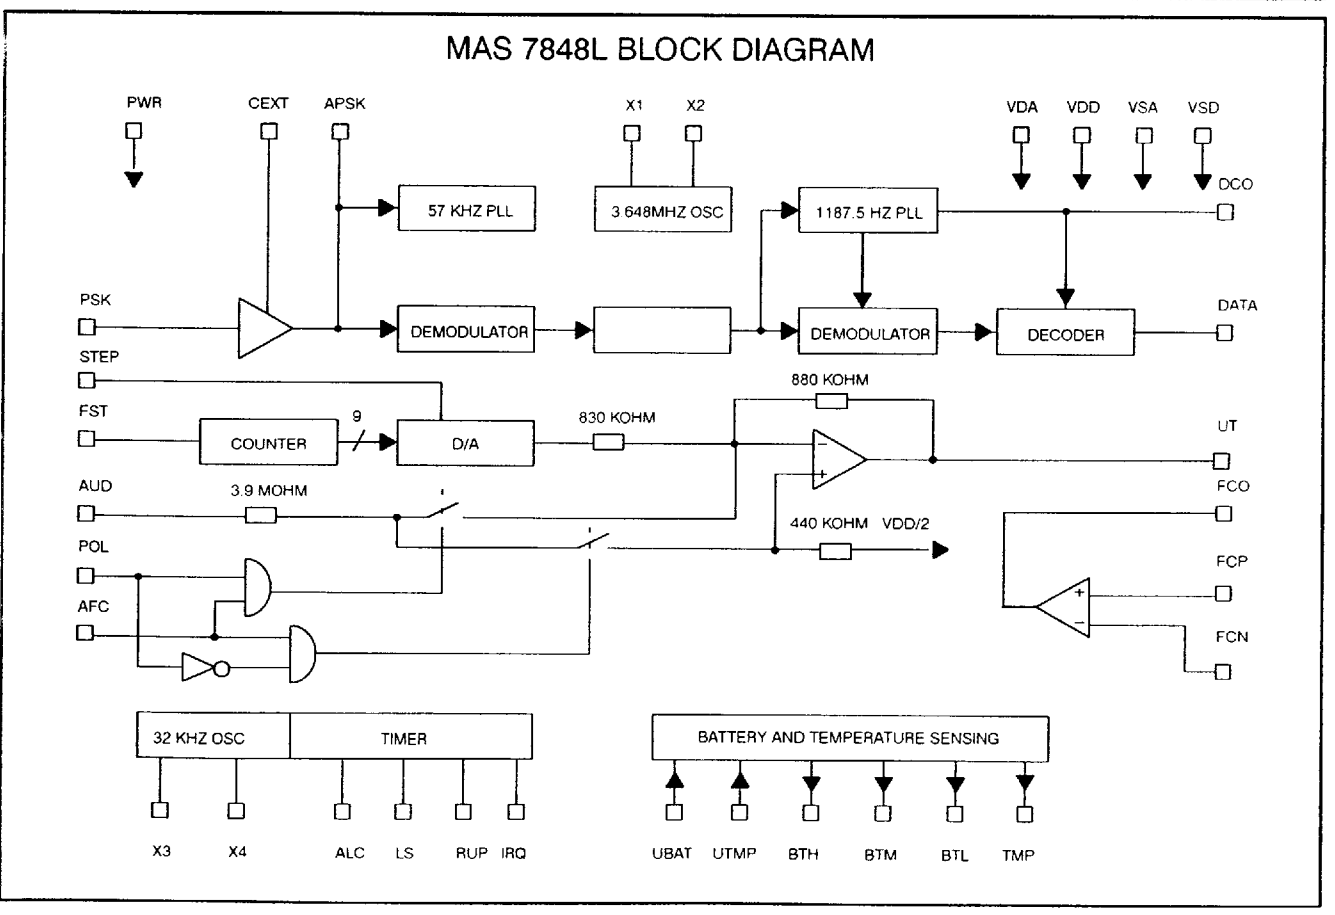 MAS 7848L BLOCK DIAGRAM
PWR
CEXT
APSK
X1
X2
VDA
VDD
VSA
VSD
DCO
57 KHZ PLL
3.648MHZ OSC
1187.5 HZ PLL
PSK
DATA
DEMODULATOR
DEMODULATOR
DECODER
STEP
880 KOHM
FST
9
830 KOHM
COUNTER
D/A
UT
−
+
AUD
3.9 MOHM
FCO
440 KOHM
VDD/2
POL
FCP
+
AFC
−
FCN
32 KHZ OSC
TIMER
BATTERY AND TEMPERATURE SENSING
X3
X4
ALC
LS
RUP
IRQ
UBAT
UTMP
BTH
BTM
BTL
TMP